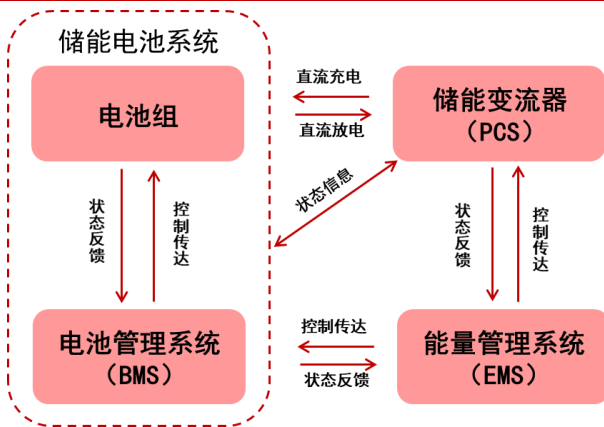 储能电池系统
电池组
直流充电
直流放电
储能变流器
（PCS）
状态信息
状态反馈
控制传达
状态反馈
控制传达
电池管理系统
（BMS）
控制传达
状态反馈
能量管理系统
（EMS）